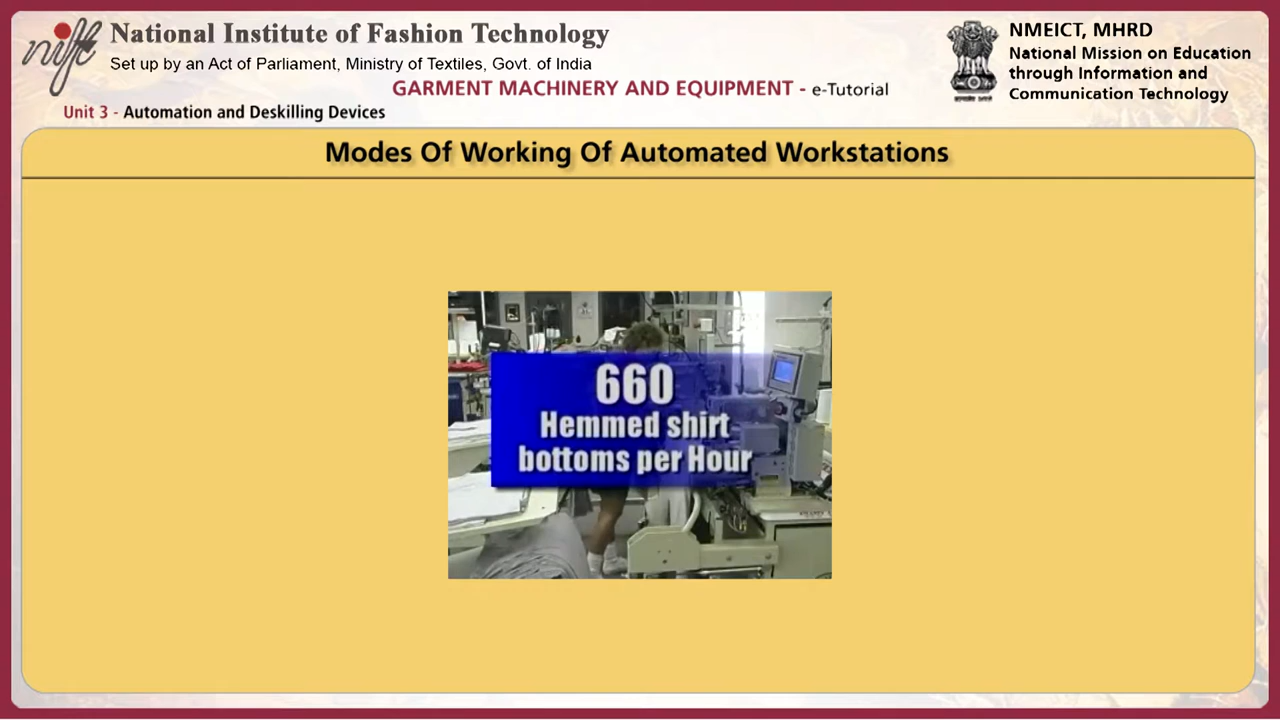 nift
National Institute of Fashion Technology
Set up by an Act of Parliament, Ministry of Textiles, Govt. of India
GARMENT MACHINERY AND EQUIPMENT - e-Tutorial
Unit 3 - Automation and Deskilling Devices
NMEICT, MHRD
National Mission on Education
through Information and
Communication Technology
Modes Of Working Of Automated Workstations
660
Hemmed shirt
bottoms per Hour